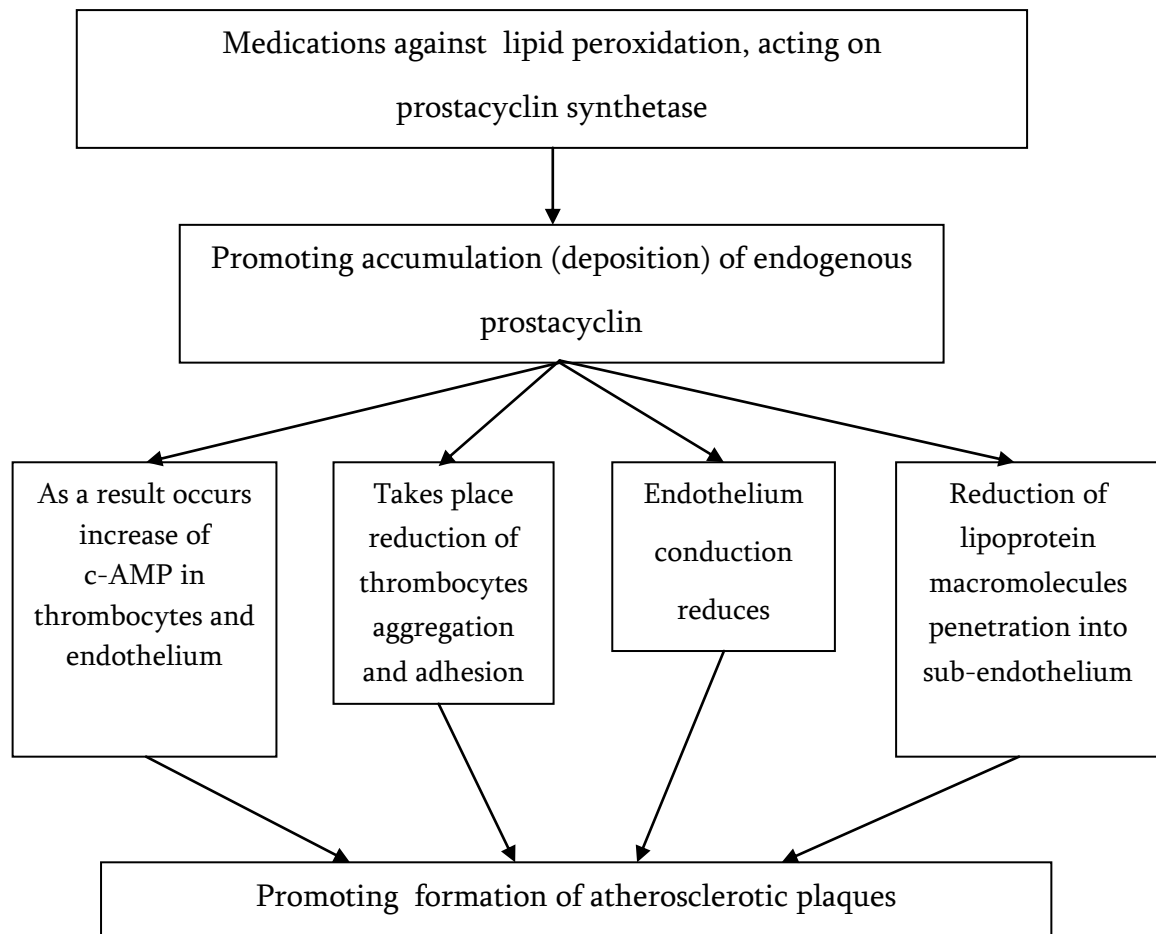 Medications against lipid peroxidation, acting on
prostacyclin synthetase
Promoting accumulation (deposition) of endogenous
prostacyclin
As a result occurs
increase of
c-AMP in
thrombocytes and
endothelium
Takes place
reduction of
thrombocytes
aggregation
and adhesion
Endothelium
conduction
reduces
Reduction of
lipoprotein
macromolecules
penetration into
sub-endothelium
Promoting formation of atherosclerotic plaques